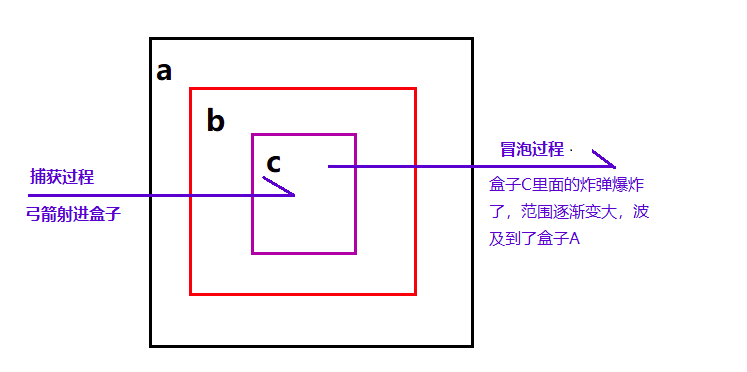 a
b
c
捕获过程
弓箭射进盒子
冒泡过程 ·
盒子C里面的炸弹爆炸
了，范围逐渐变大，波
及到了盒子A